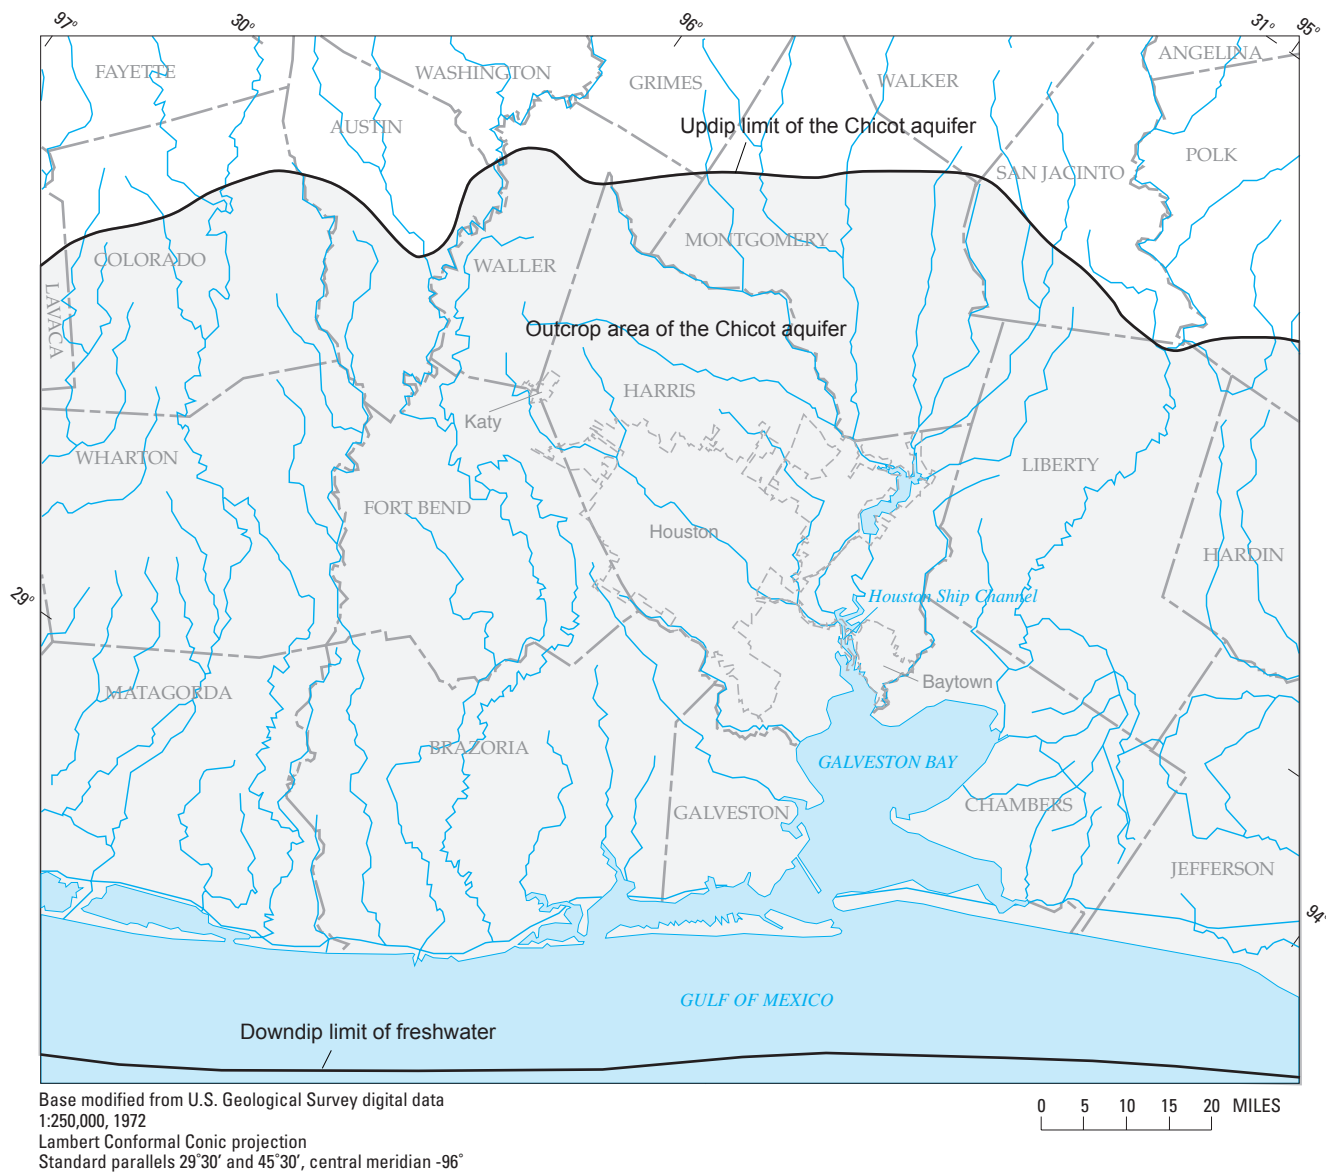 97°
30°
96°
31°
95°
FAYETTE
WASHINGTON
GRIMES
WALKER
ANGELINA
AUSTIN
Updip limit of the Chicot aquifer
POLK
SAN JACINTO
COLORADO
WALLER
MONTGOMERY
LAVACA
Outcrop area of the Chicot aquifer
HARRIS
Katy
WHARTON
LIBERTY
FORT BEND
Houston
HARDIN
29°
Houston Ship Channel
Baytown
MATAGORDA
BRAZORIA
GALVESTON BAY
GALVESTON
CHAMBERS
JEFFERSON
94°
GULF OF MEXICO
Downdip limit of freshwater
Base modified from U.S. Geological Survey digital data
1:250,000, 1972
Lambert Conformal Conic projection
Standard parallels 29°30′ and 45°30′, central meridian -96°
0 5 10 15 20 MILES